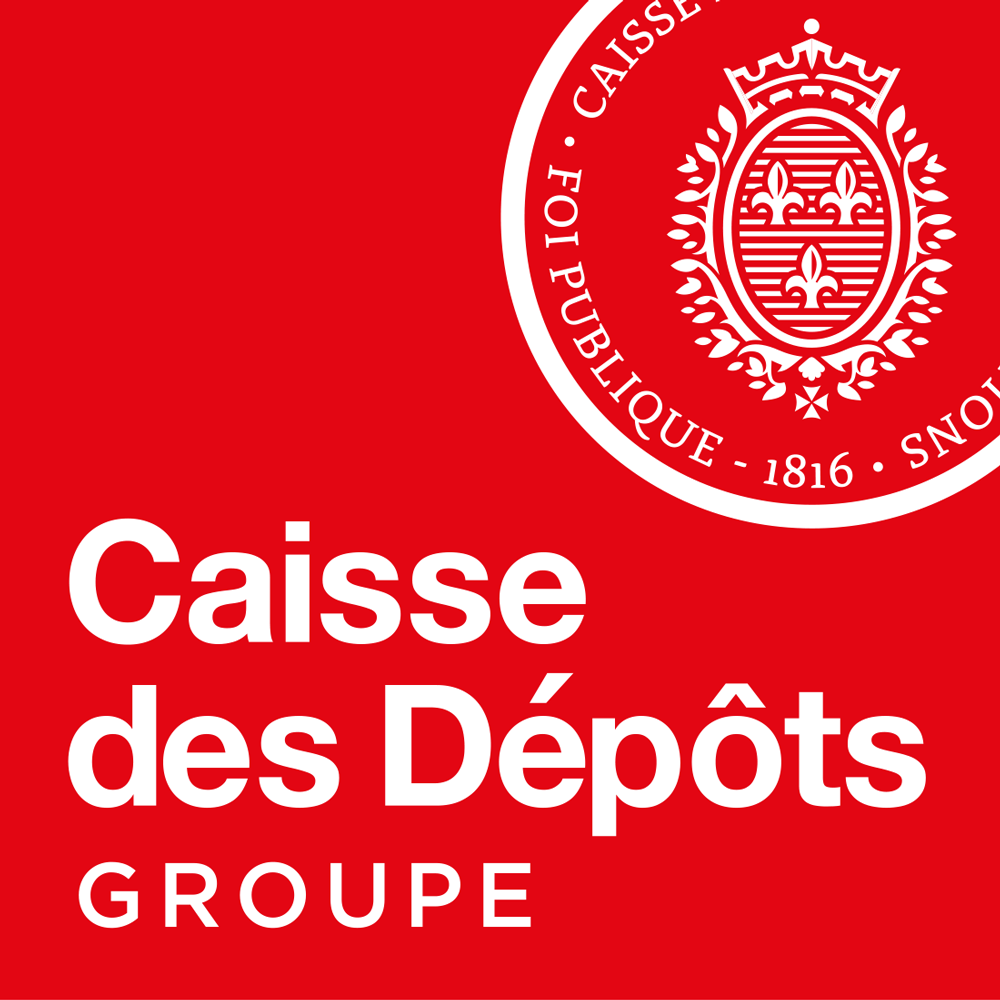 CAISSE
• FOI PUBLIQUE - 1816 •
Caisse
des Dépôts
GROUPE